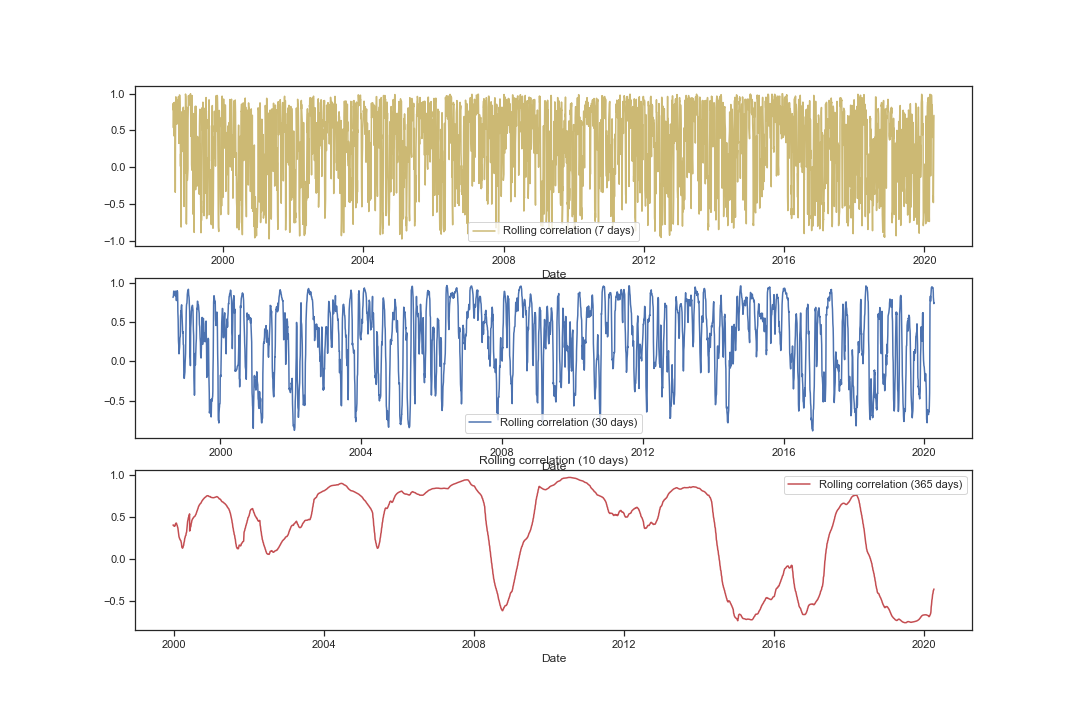 1.0
0.5
0.0
−0.5
−1.0
Rolling correlation (7 days)
2000 2004 2008 2012 2016 2020
Date
1.0
0.5
0.0
−0.5
Rolling correlation (30 days)
2000 2004 2008 2012 2016 2020
Date
Rolling correlation (10 days)
1.0
0.5
0.0
−0.5
Rolling correlation (365 days)
2000 2004 2008 2012 2016 2020
Date